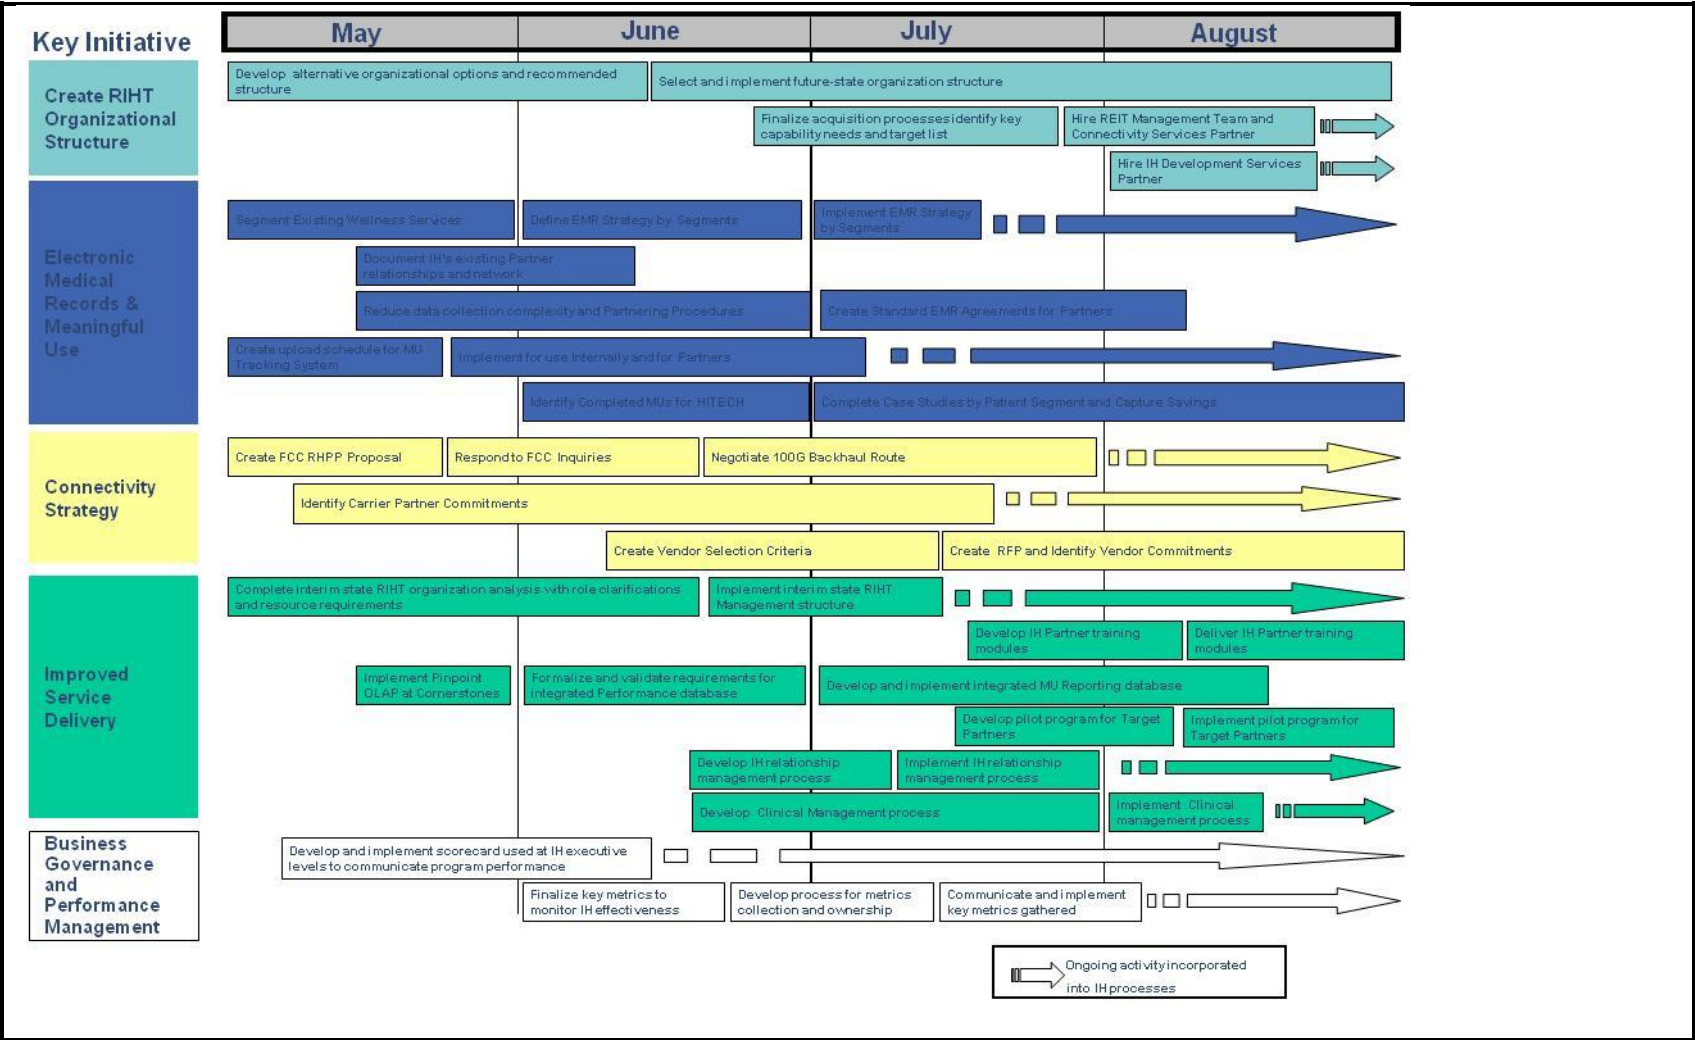 Key Initiative
May
June
July
August
Create RIHT
Organizational
Structure
Develop alternative organizational options and recommended
structure
Select and implement future-state organization structure
Finalize acquisition processes identify key
capability needs and target list
Hire REIT Management Team and
Connectivity Services Partner
Hire IH Development Services
Partner
Electronic
Medical
Records &
Meaningful
Use
Segment Existing Wellness Services
Define EMR Strategy by Segments
Implement EMR Strategy
by Segments
Document IH's existing Partner
relationships and network
Reduce data collection complexity and Partnering Procedures
Create Standard EMR Agreements for Partners
Create upload schedule for MU
Tracking System
Implement for use Internally and for Partners
Identify Completed MUs for HITECH
Complete Case Studies by Patient Segment and Capture Savings
Connectivity
Strategy
Create FCC RHPP Proposal
Respond to FCC Inquiries
Negotiate 100G Backhaul Route
Identify Carrier Partner Commitments
Create Vendor Selection Criteria
Create RFP and Identify Vendor Commitments
Improved
Service
Delivery
Complete interim state RIHT organization analysis with role clarifications
and resource requirements
Implement interim state RIHT
Management structure
Develop IH Partner training
modules
Deliver IH Partner training
modules
Implement Pinpoint
OLAP at Cornerstones
Formalize and validate requirements for
integrated Performance database
Develop and implement integrated MU Reporting database
Develop pilot program for Target
Partners
Implement pilot program for
Target Partners
Develop IH relationship
management process
Implement IH relationship
management process
Develop Clinical Management process
Implement Clinical
management process
Business
Governance
and
Performance
Management
Develop and implement scorecard used at IH executive
levels to communicate program performance
Finalize key metrics to
monitor IH effectiveness
Develop process for metrics
collection and ownership
Communicate and implement
key metrics gathered
Ongoing activity incorporated
into IH processes